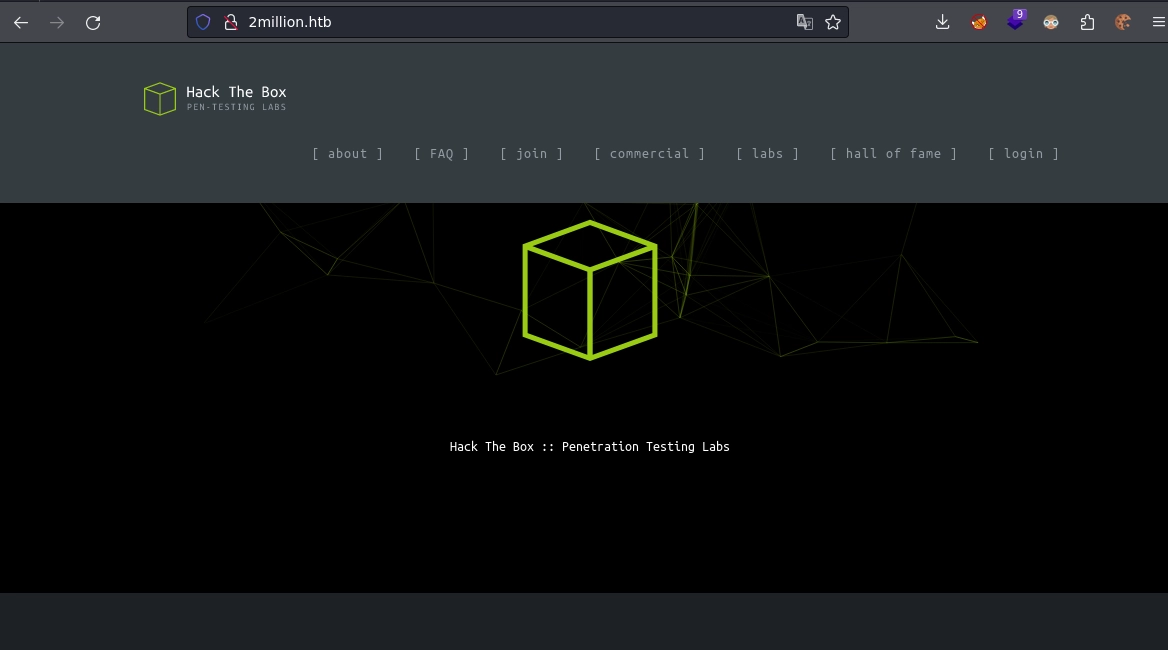 2million.htb
9
Hack The Box
PEN-TESTING LABS
[ about ] [ FAQ ] [ join ] [ commercial ] [ labs ] [ hall of fame ] [ login ]
Hack The Box :: Penetration Testing Labs